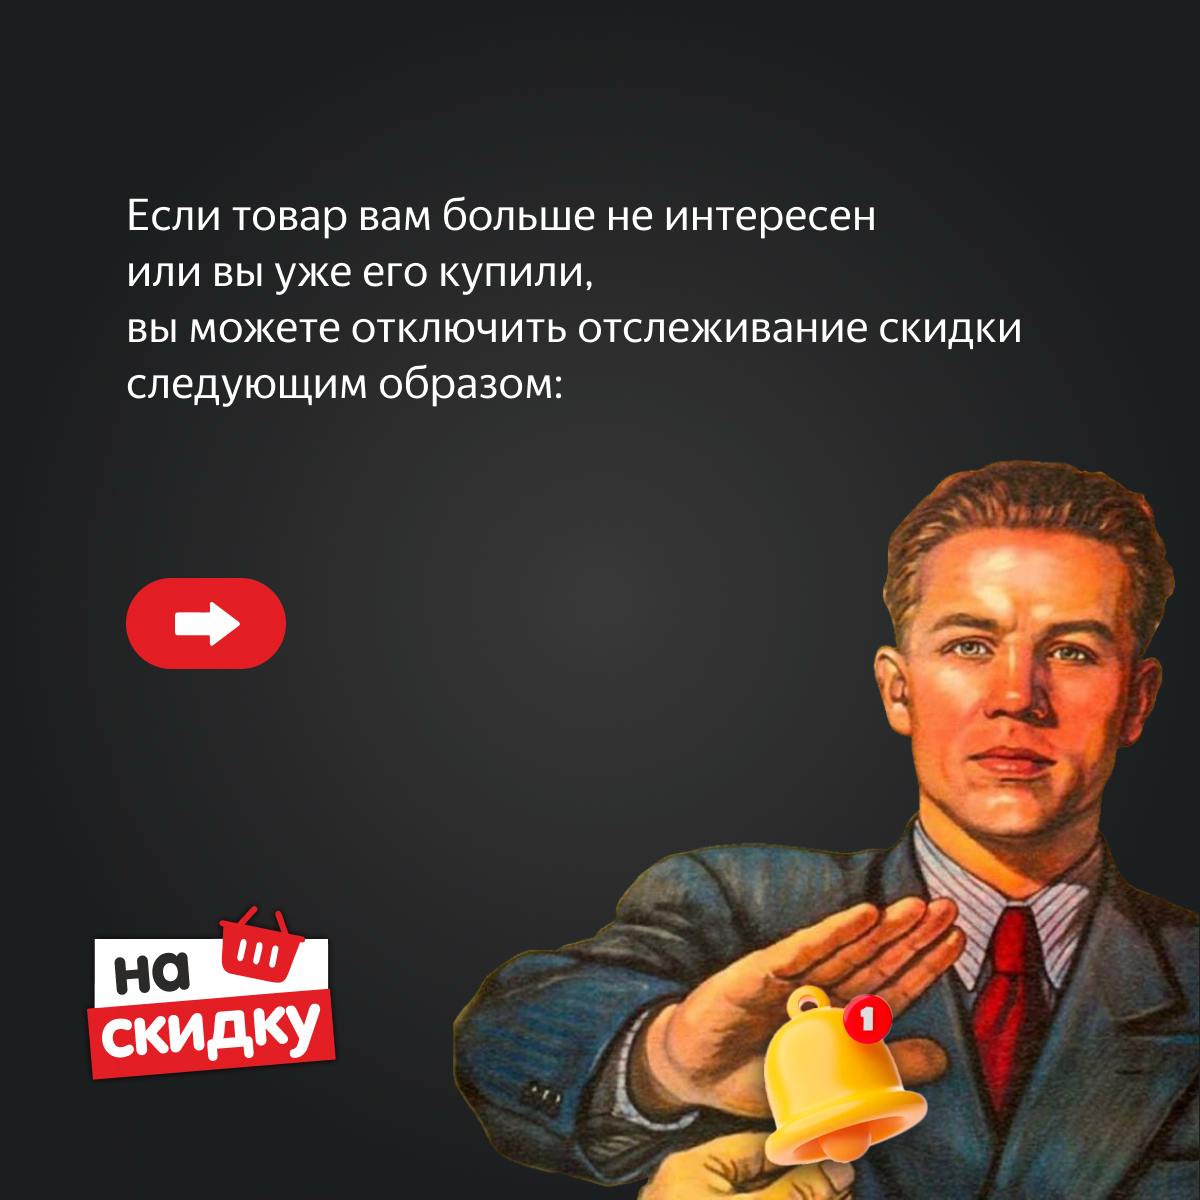 Если товар вам больше не интересен
или вы уже его купили,
вы можете отключить отслеживание скидки
следующим образом:
на
скидку
1